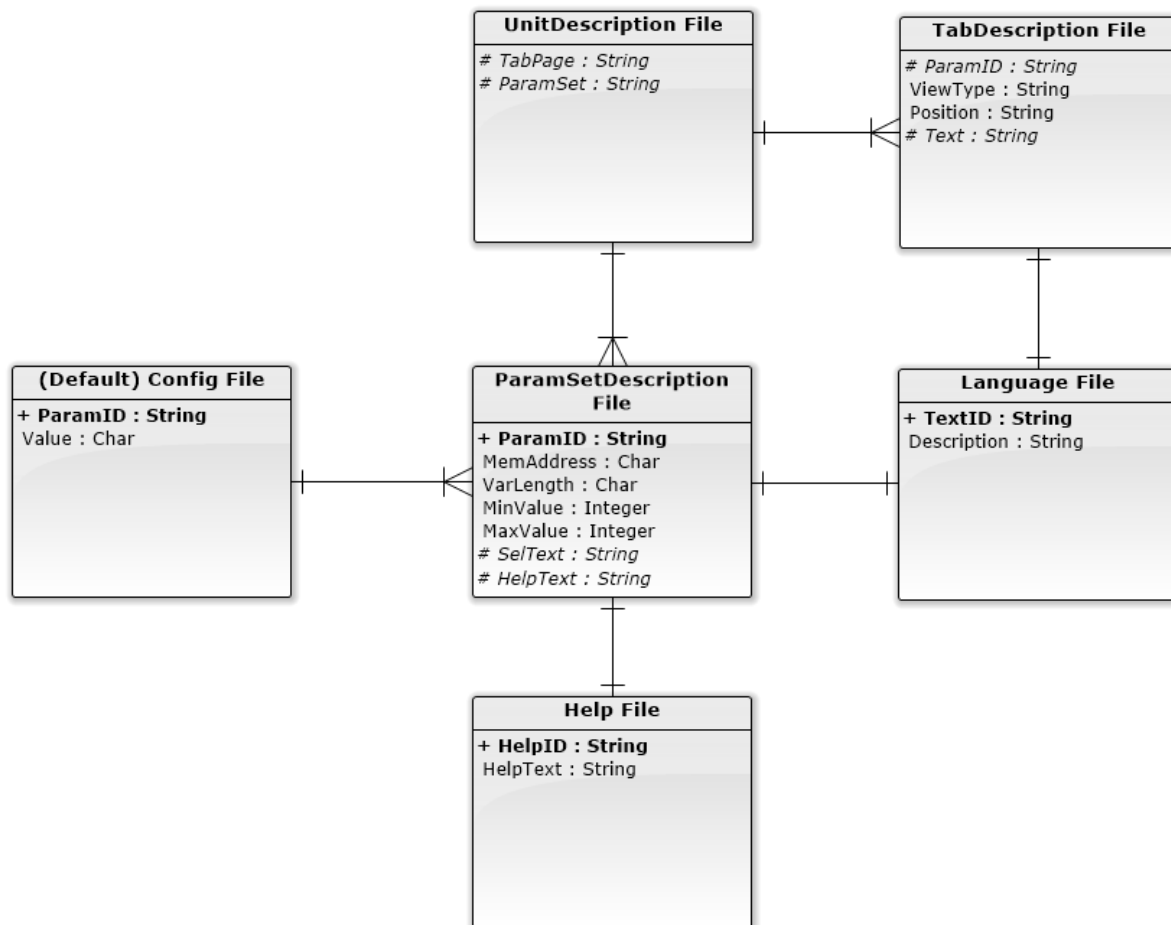 UnitDescription File
# TabPage : String
# ParamSet : String
TabDescription File
# ParamID : String
ViewType : String
Position : String
# Text : String
(Default) Config File
+ ParamID : String
Value : Char
ParamSetDescription
File
+ ParamID : String
MemAddress : Char
VarLength : Char
MinValue : Integer
MaxValue : Integer
# SelText : String
# HelpText : String
Language File
+ TextID : String
Description : String
Help File
+ HelpID : String
HelpText : String